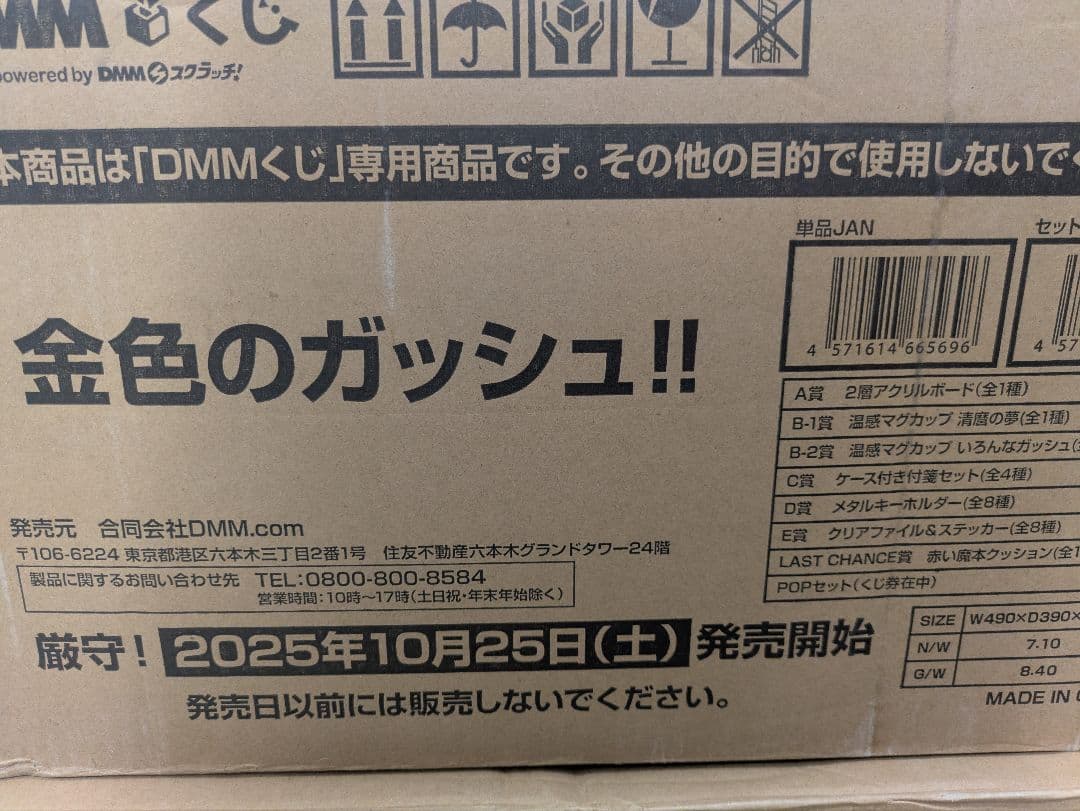 DMMくじ
powered by DMMスクラッチ!
本商品は「DMMくじ」専用商品です。その他の目的で使用しないで
単品JAN
セット
4 571614 665696
4 57
金色のガッシュ!!
A賞 2層アクリルボード(全1種)
B-1賞 温感マグカップ 清麿の夢(全1種)
B-2賞 温感マグカップ いろんなガッシュ
C賞 ケース付き付箋セット(全4種)
D賞 メタルキーホルダー(全8種)
E賞 クリアファイル&ステッカー(全8種)
LAST CHANCE賞 赤い魔本クッション(全1
POPセット(くじ券在中)
発売元 合同会社DMM.com
〒106-6224 東京都港区六本木三丁目2番1号 住友不動産六本木グランドタワー24階
製品に関するお問い合わせ先 TEL:0800-800-8584
営業時間:10時~17時(土日祝・年末年始除く)
SIZE W490×D390×
N/W 7.10
G/W 8.40
MADE IN
厳守! 2025年10月25日(土) 発売開始
発売日以前には販売しないでください。